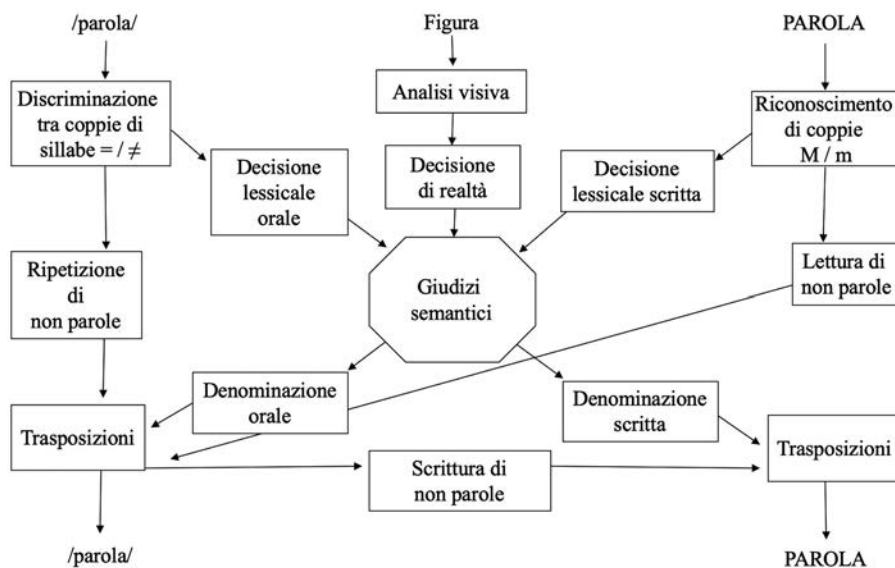 /parola/
Figura
PAROLA
Discriminazione
tra coppie di
sillabe = / ≠
Analisi visiva
Riconoscimento
di coppie
M / m
Decisione
lessicale
orale
Decisione
di realtà
Decisione
lessicale scritta
Ripetizione
di
non parole
Giudizi
semantici
Lettura di
non parole
Denominazione
orale
Denominazione
scritta
Trasposizioni
Trasposizioni
Scrittura di
non parole
/parola/
PAROLA